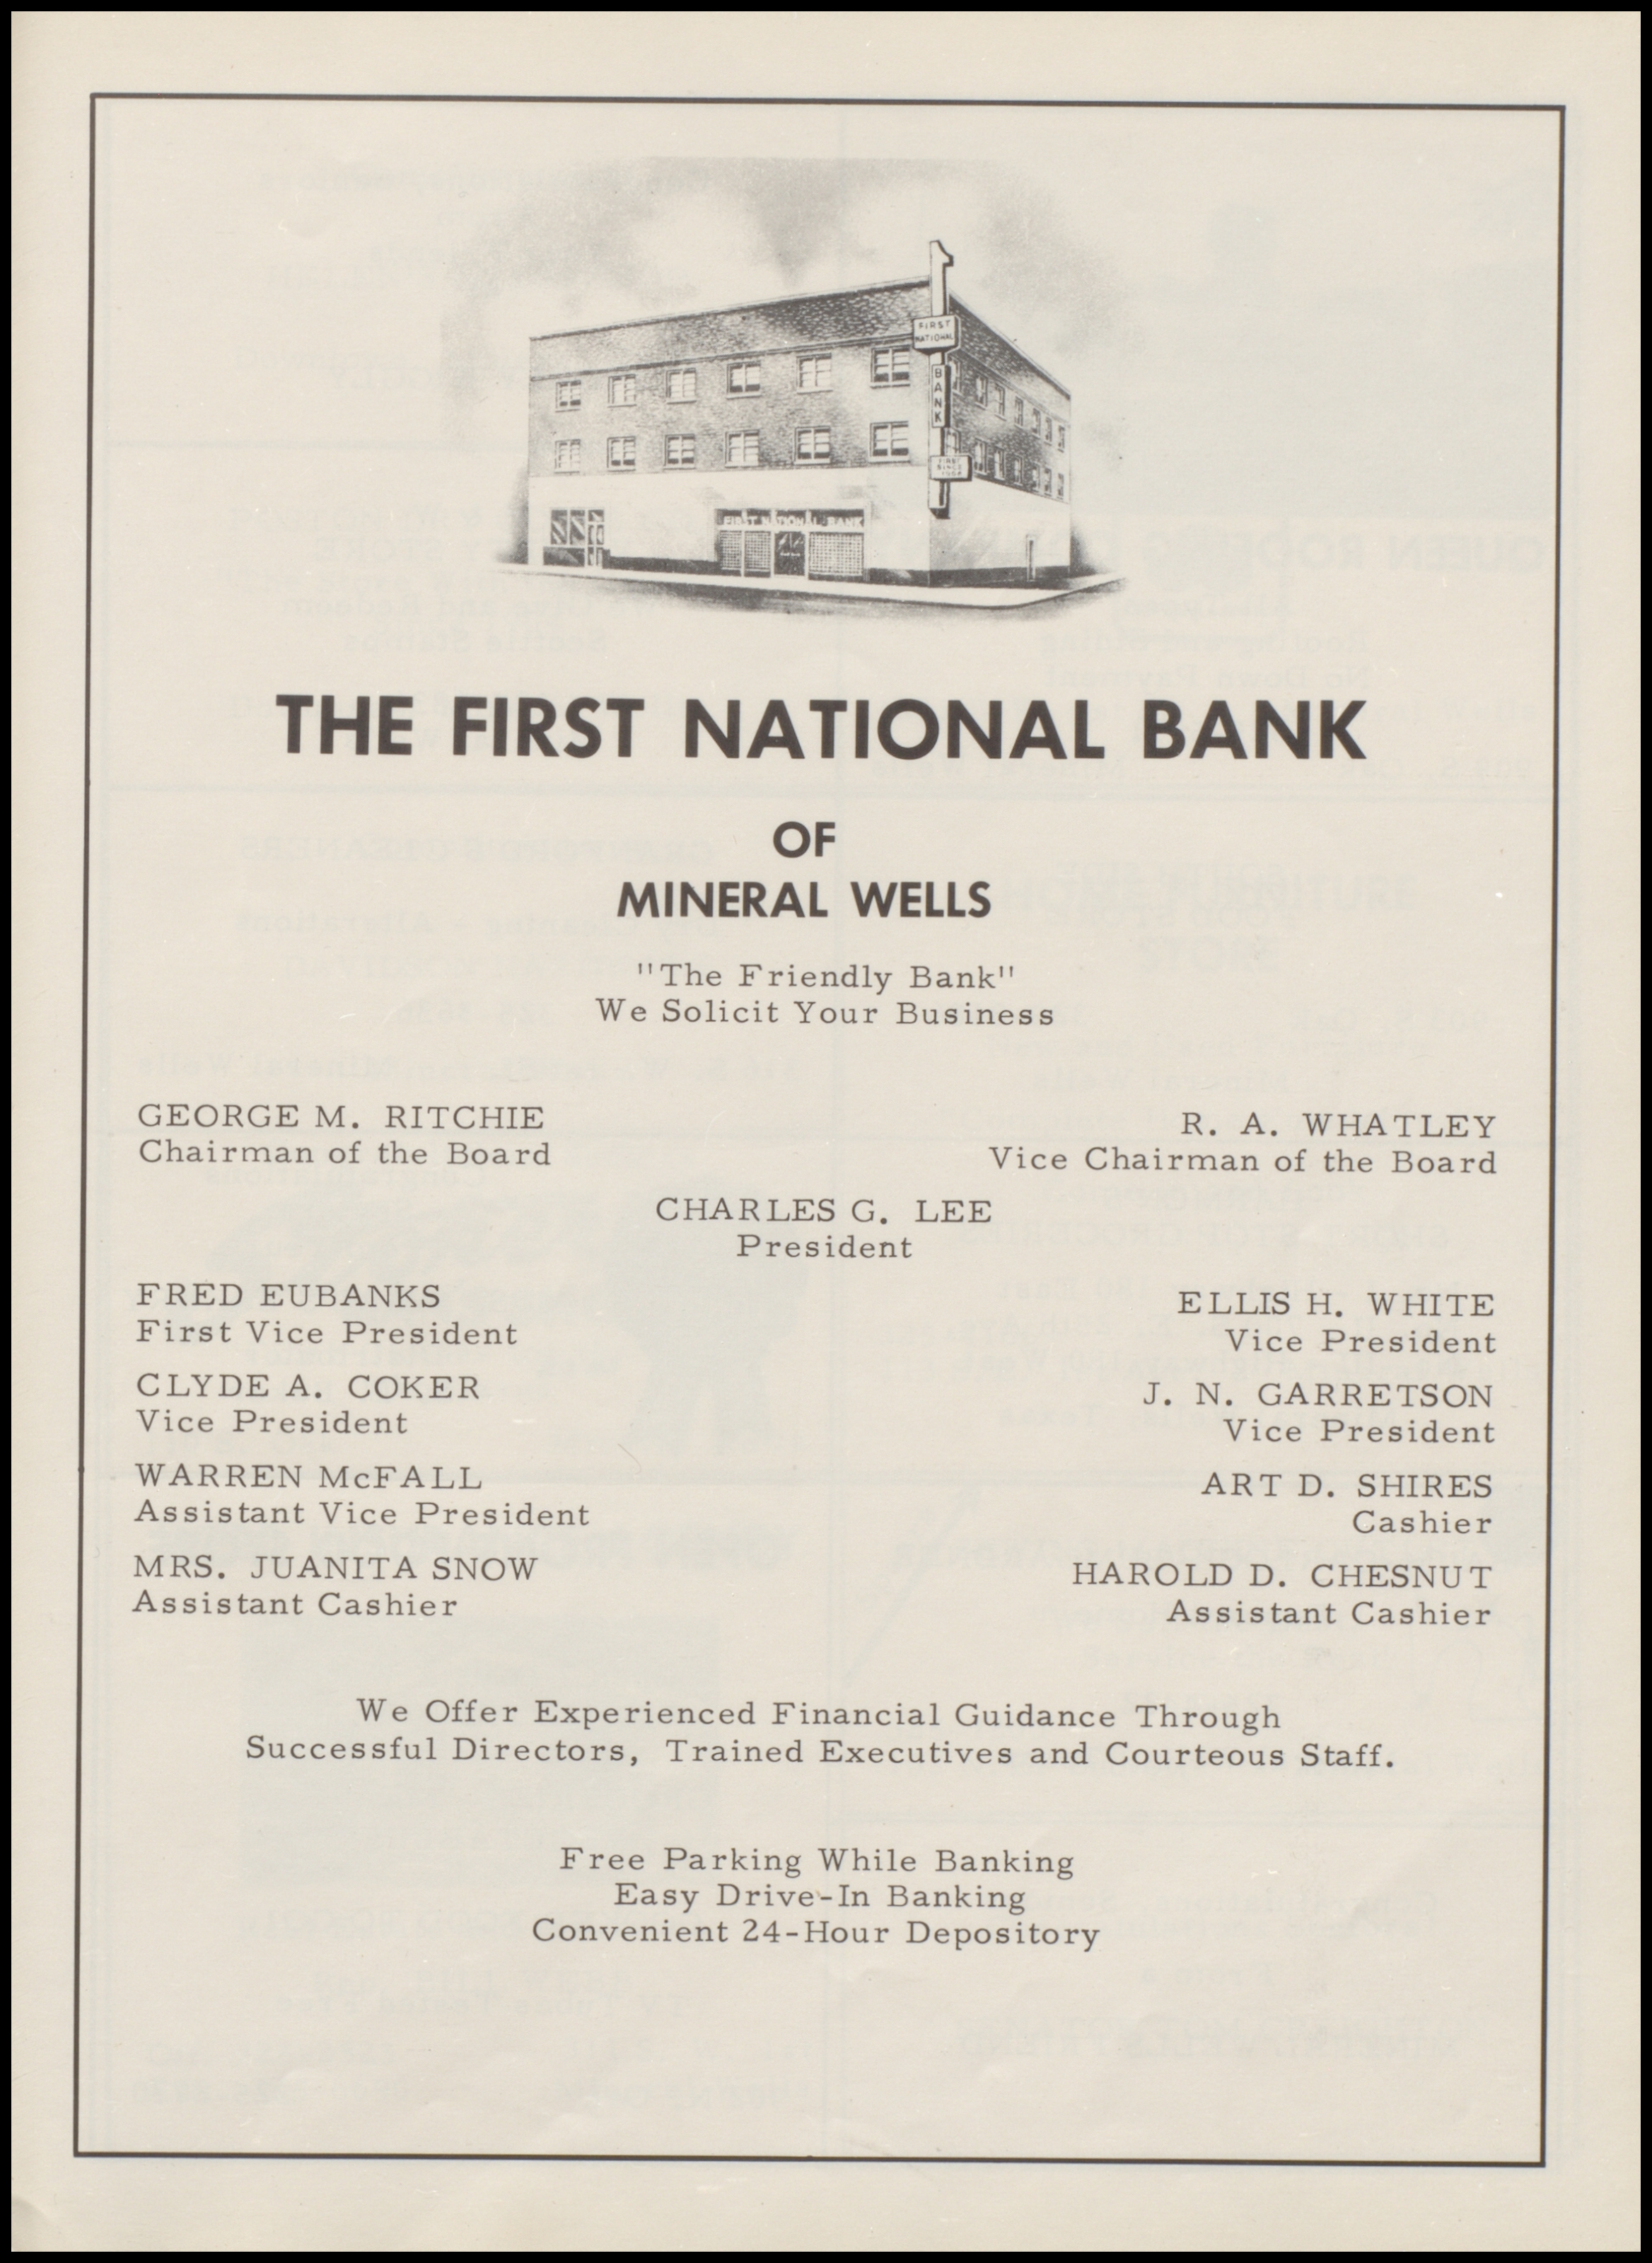 FIRST
NATIONAL
BANK
FIRST
SINCE
FIRST NATIONAL BANK
THE FIRST NATIONAL BANK
OF
MINERAL WELLS
"The Friendly Bank"
We Solicit Your Business
GEORGE M. RITCHIE
Chairman of the Board
R. A. WHATLEY
Vice Chairman of the Board
CHARLES G. LEE
President
FRED EUBANKS
First Vice President
ELLIS H. WHITE
Vice President
CLYDE A. COKER
Vice President
J. N. GARRETSON
Vice President
WARREN McFALL
Assistant Vice President
ART D. SHIRES
Cashier
MRS. JUANITA SNOW
Assistant Cashier
HAROLD D. CHESNUT
Assistant Cashier
We Offer Experienced Financial Guidance Through
Successful Directors, Trained Executives and Courteous Staff.
Free Parking While Banking
Easy Drive-In Banking
Convenient 24-Hour Depository